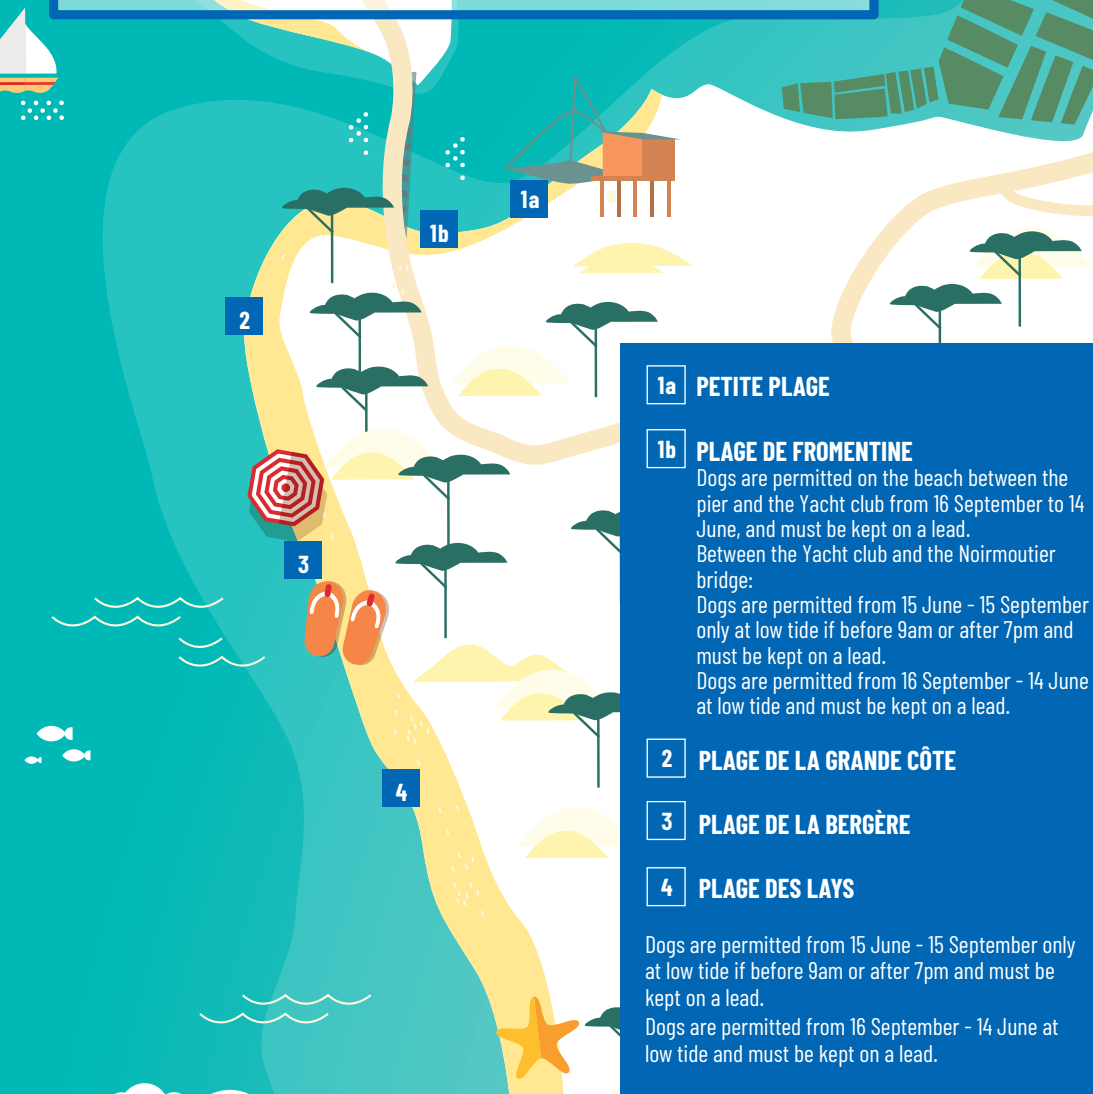 1a
1b
2
3
4
1a PETITE PLAGE
1b PLAGE DE FROMENTINE
Dogs are permitted on the beach between the
pier and the Yacht club from 16 September to 14
June, and must be kept on a lead.
Between the Yacht club and the Noirmoutier
bridge:
Dogs are permitted from 15 June - 15 September
only at low tide if before 9am or after 7pm and
must be kept on a lead.
Dogs are permitted from 16 September - 14 June
at low tide and must be kept on a lead.
2 PLAGE DE LA GRANDE CÔTE
3 PLAGE DE LA BERGÈRE
4 PLAGE DES LAYS
Dogs are permitted from 15 June - 15 September only
at low tide if before 9am or after 7pm and must be
kept on a lead.
Dogs are permitted from 16 September - 14 June at
low tide and must be kept on a lead.